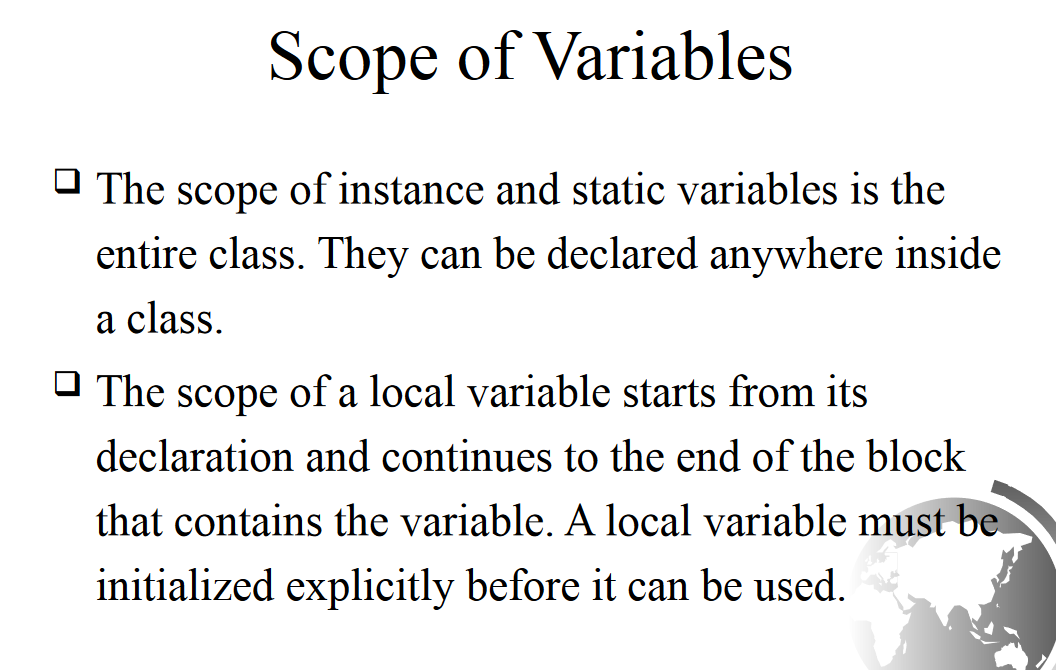 Scope of Variables
❑ The scope of instance and static variables is the
entire class. They can be declared anywhere inside
a class.
❑ The scope of a local variable starts from its
declaration and continues to the end of the block
that contains the variable. A local variable must be
initialized explicitly before it can be used.